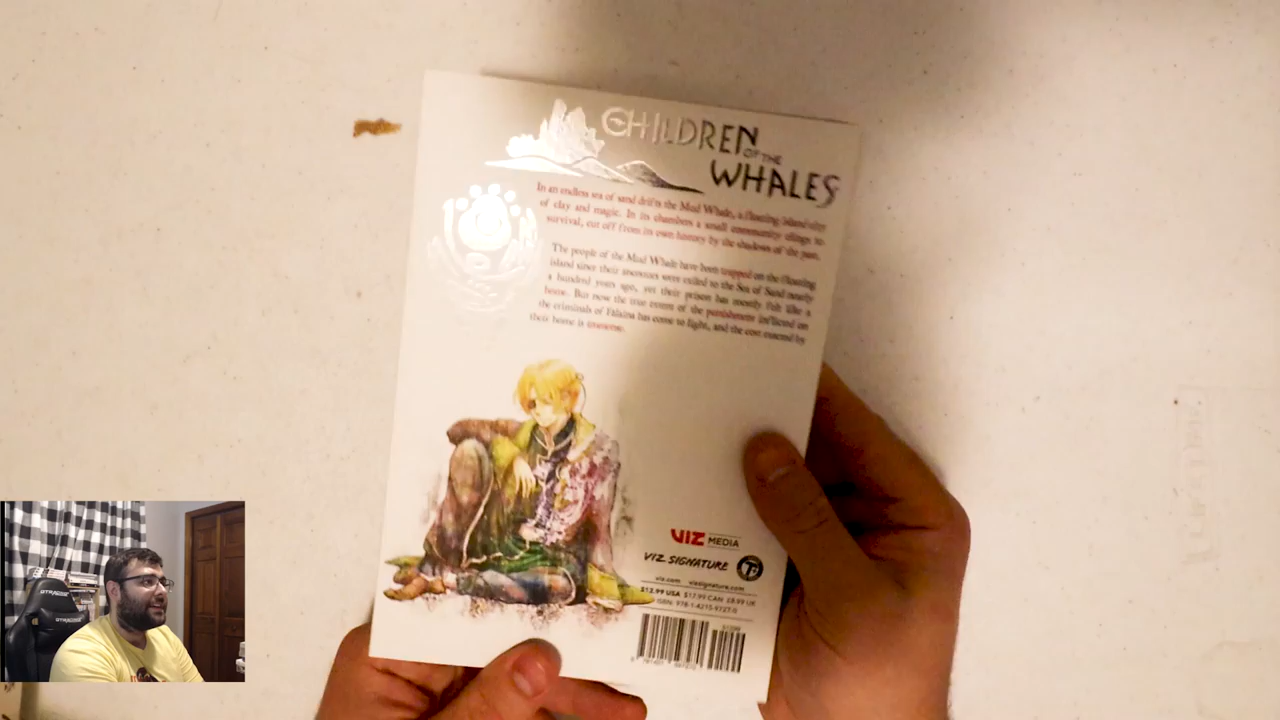 CHILDREN
OF THE
WHALES
In an endless sea of sand drifts the Mud Whale, a floating island city
of clay and magic. In its chambers a small community clings to
survival, cut off from its own history by the shadows of the past.
The people of the Mud Whale have been trapped on the floating
island since their ancestors were exiled to the Sea of Sand nearly
a hundred years ago, yet their prison has mostly felt like a
home. But now the true extent of the punishment inflicted on
the criminals of Falaina has come to light, and the cost exacted by
their home is
VIZ MEDIA
VIZ SIGNATURE T+
viz.com vizsignature.com
$12.99 USA $17.99 CAN £8.99 UK
ISBN: 978-1-4215-9727-0